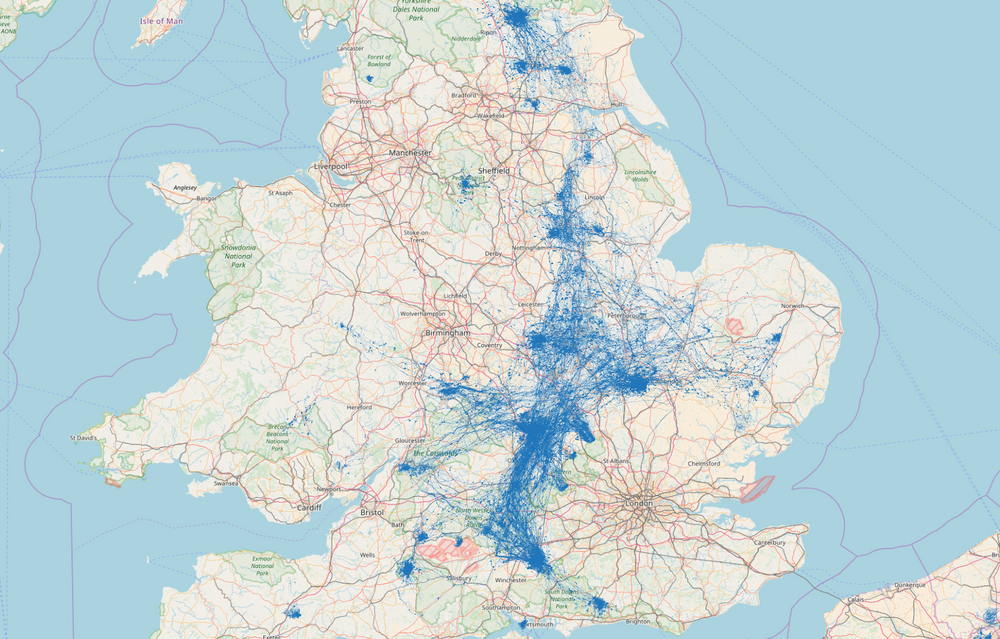 Yorkshire
Dales National
Park
Isle of Man
AONB
Ripon
Nidderdale
Lancaster
Forest of
Bowland
Preston
Bradford
Wakefield
Hull
Manchester
Liverpool
Sheffield
Lincolnshire
Wolds
Anglesey
Bangor
St Asaph
Chester
Lincoln
Stoke-on-
Trent
Nottingham
Derby
Snowdonia
National
Park
Lichfield
Leicester
Norwich
Wolverhampton
Peterborough
Birmingham
Coventry
Worcester
Hereford
St David's
Brecon
Beacons
National
Park
Gloucester
The Cotswolds
St Albans
Chelmsford
Swansea
Newport
Cardiff
Bristol
London
North Wessex
Downs
Bath
Canterbury
Wells
Exmoor
National
Park
Salisbury
Winchester
South Downs
National
Park
Southampton
Portsmouth
Brighton
Dunkerque
Calais
Exeter